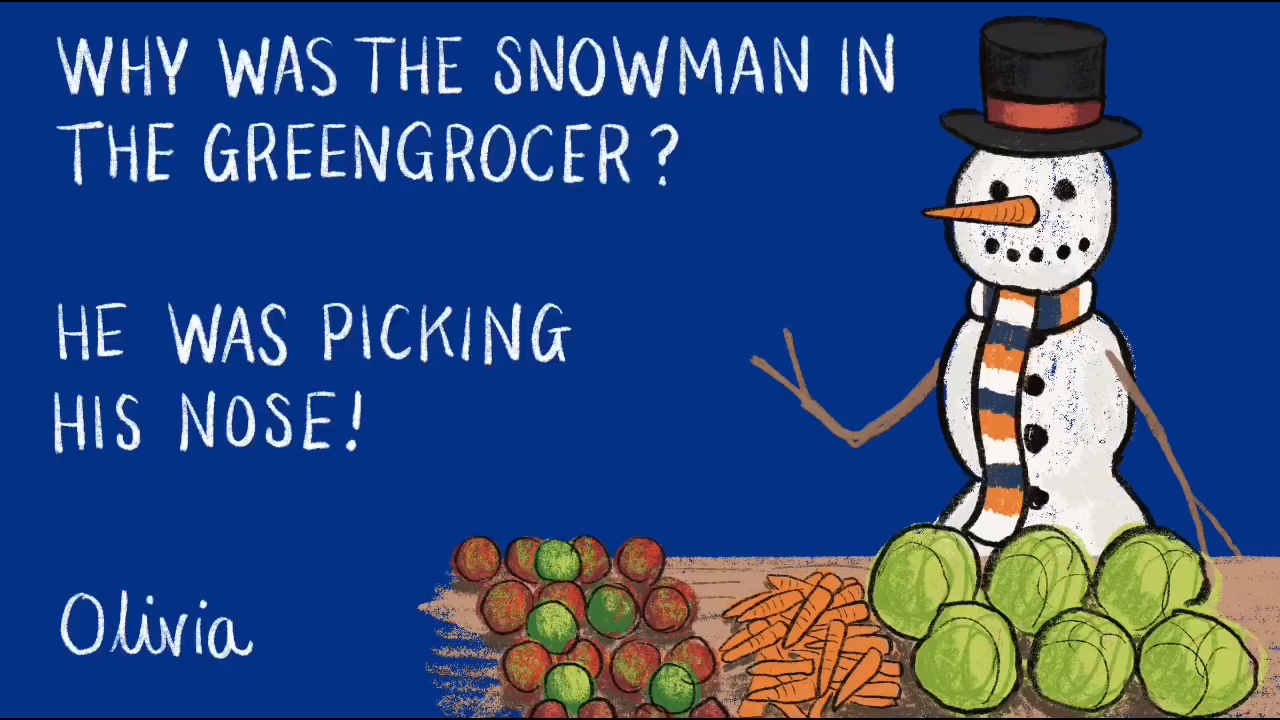 WHY WAS THE SNOWMAN IN
THE GREENGROCER?
HE WAS PICKING
HIS NOSE!
Olivia